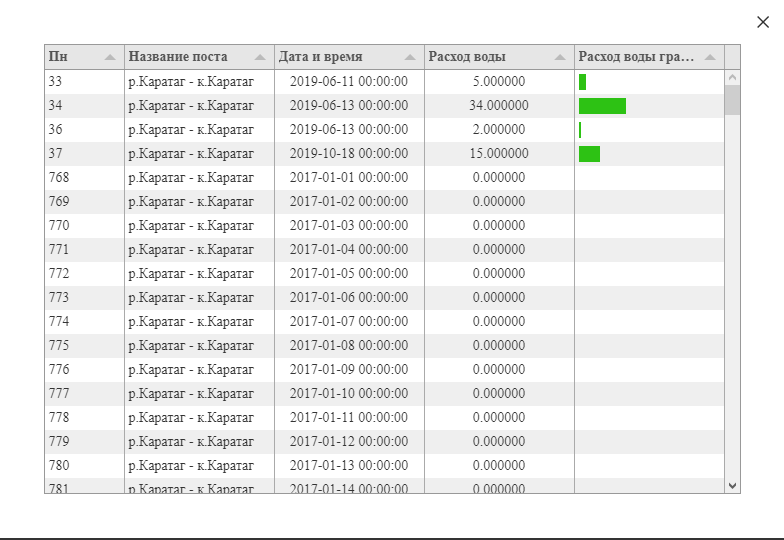 Пн Название поста Дата и время Расход воды Расход воды гра...
33 р.Каратаг - к.Каратаг 2019-06-11 00:00:00 5.000000
34 р.Каратаг - к.Каратаг 2019-06-13 00:00:00 34.000000
36 р.Каратаг - к.Каратаг 2019-06-13 00:00:00 2.000000
37 р.Каратаг - к.Каратаг 2019-10-18 00:00:00 15.000000
768 р.Каратаг - к.Каратаг 2017-01-01 00:00:00 0.000000
769 р.Каратаг - к.Каратаг 2017-01-02 00:00:00 0.000000
770 р.Каратаг - к.Каратаг 2017-01-03 00:00:00 0.000000
771 р.Каратаг - к.Каратаг 2017-01-04 00:00:00 0.000000
772 р.Каратаг - к.Каратаг 2017-01-05 00:00:00 0.000000
773 р.Каратаг - к.Каратаг 2017-01-06 00:00:00 0.000000
774 р.Каратаг - к.Каратаг 2017-01-07 00:00:00 0.000000
775 р.Каратаг - к.Каратаг 2017-01-08 00:00:00 0.000000
776 р.Каратаг - к.Каратаг 2017-01-09 00:00:00 0.000000
777 р.Каратаг - к.Каратаг 2017-01-10 00:00:00 0.000000
778 р.Каратаг - к.Каратаг 2017-01-11 00:00:00 0.000000
779 р.Каратаг - к.Каратаг 2017-01-12 00:00:00 0.000000
780 р.Каратаг - к.Каратаг 2017-01-13 00:00:00 0.000000
781 р.Каратаг - к.Каратаг 2017-01-14 00:00:00 0.000000